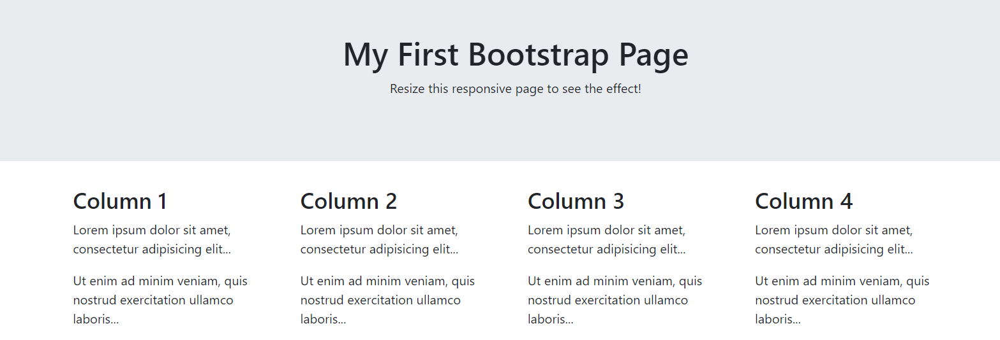 My First Bootstrap Page
Resize this responsive page to see the effect!
Column 1
Lorem ipsum dolor sit amet,
consectetur adipisicing elit...
Ut enim ad minim veniam, quis
nostrud exercitation ullamco
laboris...
Column 2
Lorem ipsum dolor sit amet,
consectetur adipisicing elit...
Ut enim ad minim veniam, quis
nostrud exercitation ullamco
laboris...
Column 3
Lorem ipsum dolor sit amet,
consectetur adipisicing elit...
Ut enim ad minim veniam, quis
nostrud exercitation ullamco
laboris...
Column 4
Lorem ipsum dolor sit amet,
consectetur adipisicing elit...
Ut enim ad minim veniam, quis
nostrud exercitation ullamco
laboris...